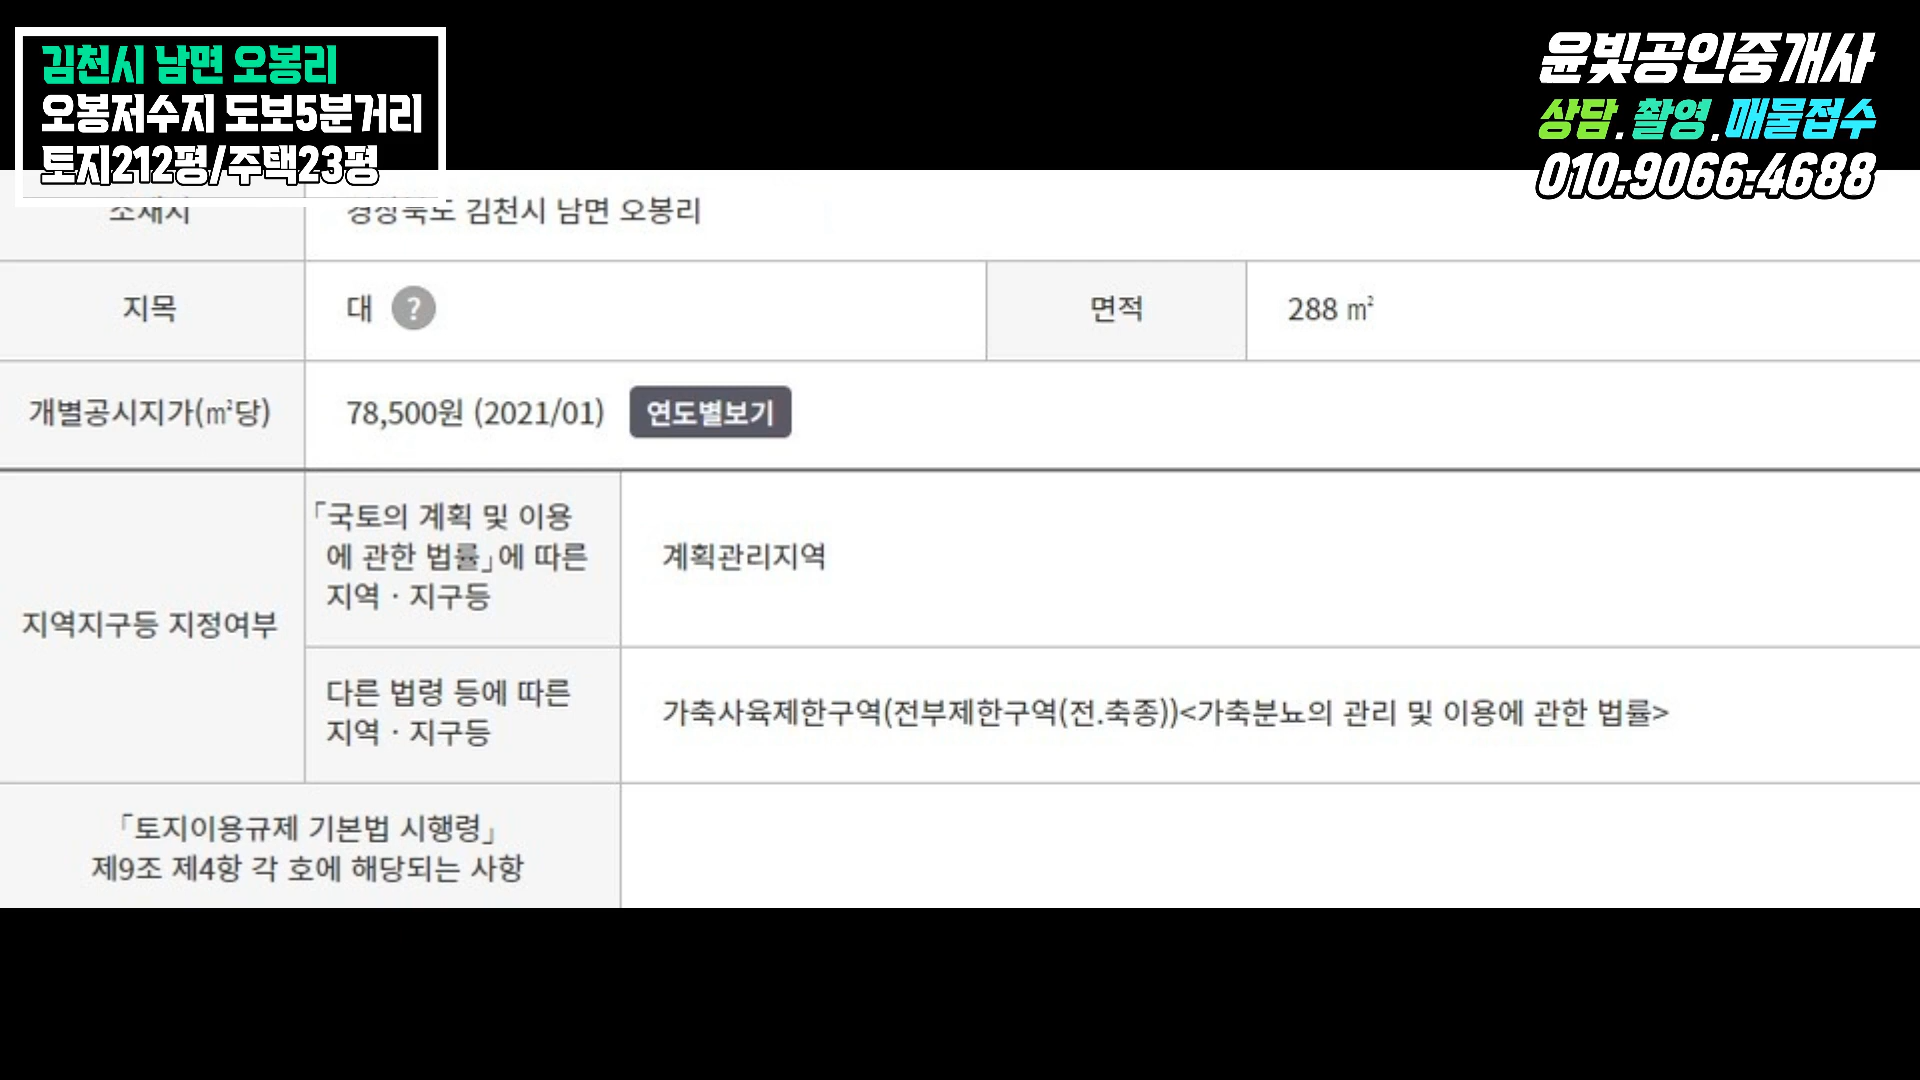 김천시 남면 오봉리
오봉저수지 도보5분거리
토지212평/주택23평
윤빛공인중개사
상담.촬영.매물접수
010.9066.4688
소재지
경상북도 김천시 남면 오봉리
지목
대 ?
면적
288 ㎡
개별공시지가(㎡당)
78,500원 (2021/01)
연도별보기
지역지구등 지정여부
「국토의 계획 및 이용
에 관한 법률」에 따른
지역ㆍ지구등
계획관리지역
다른 법령 등에 따른
지역ㆍ지구등
가축사육제한구역(전부제한구역(전.축종))<가축분뇨의 관리 및 이용에 관한 법률>
「토지이용규제 기본법 시행령」
제9조 제4항 각 호에 해당되는 사항